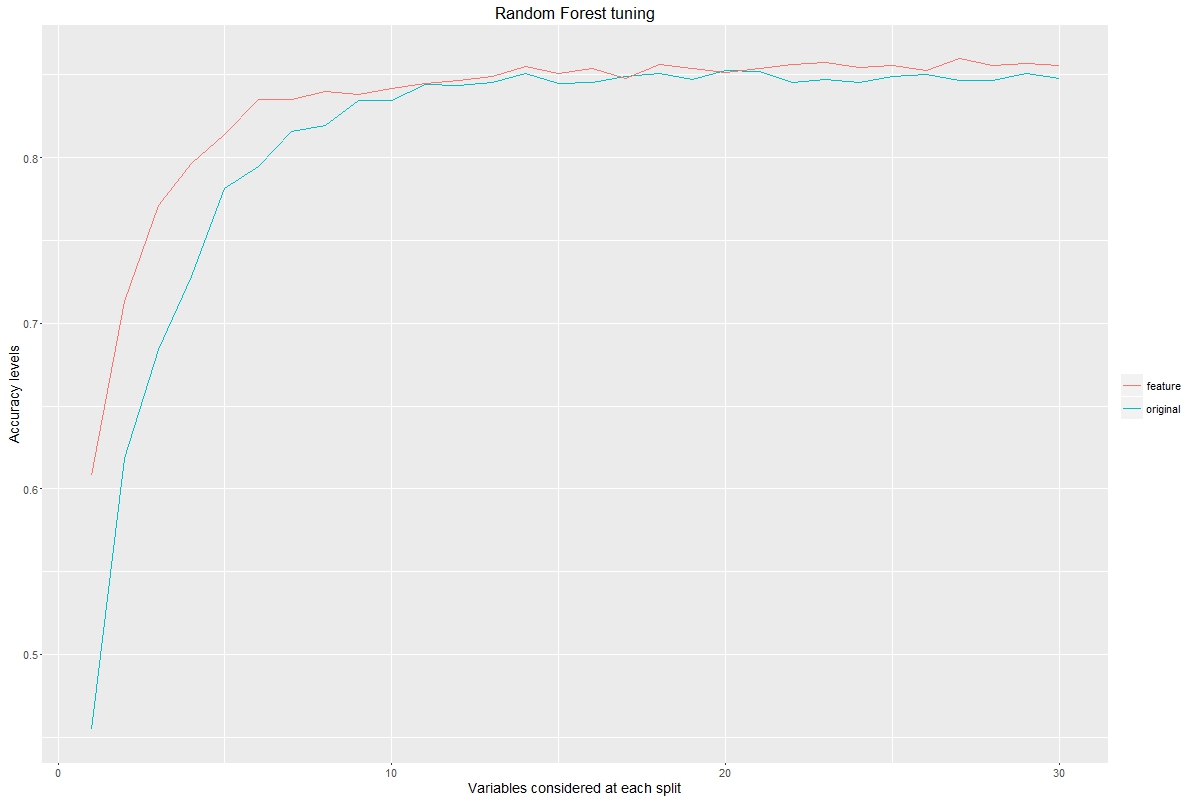 Random Forest tuning
Accuracy levels
0.8
0.7
0.6
0.5
0
10
20
30
Variables considered at each split
feature
original